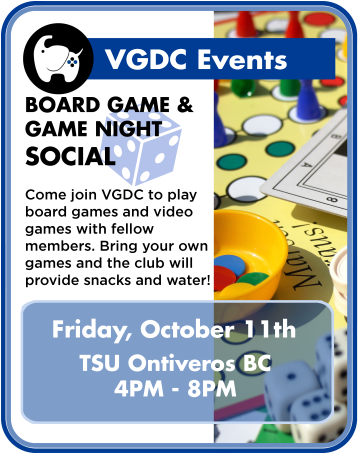 VGDC Events
BOARD GAME &
GAME NIGHT
SOCIAL
Come join VGDC to play
board games and video
games with fellow
members. Bring your own
games and the club will
provide snacks and water!
Friday, October 11th
TSU Ontiveros BC
4PM - 8PM
A
8